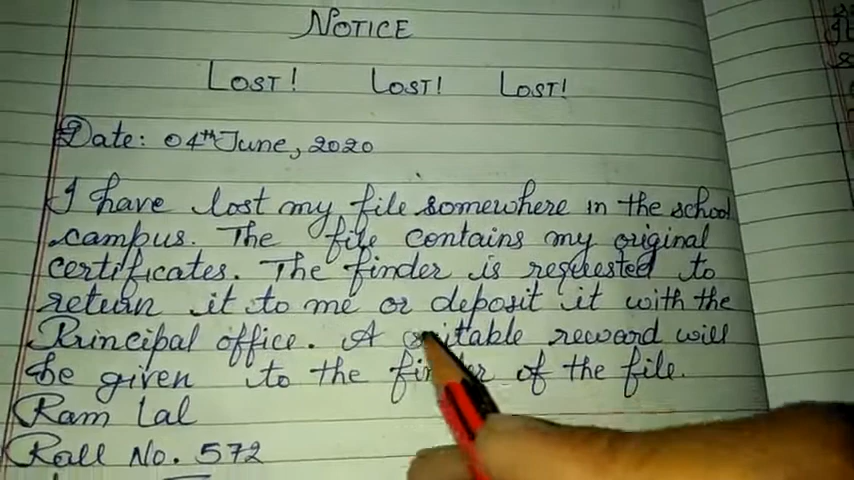 NOTICE
LOST! LOST! LOST!
Date: 04th June, 2020
I have lost my file somewhere in the school
campus. The file contains my original
certificates. The finder is requested to
return it to me or deposit it with the
Principal office. A suitable reward will
be given to the finder of the file.
Ram Lal
Roll No. 572